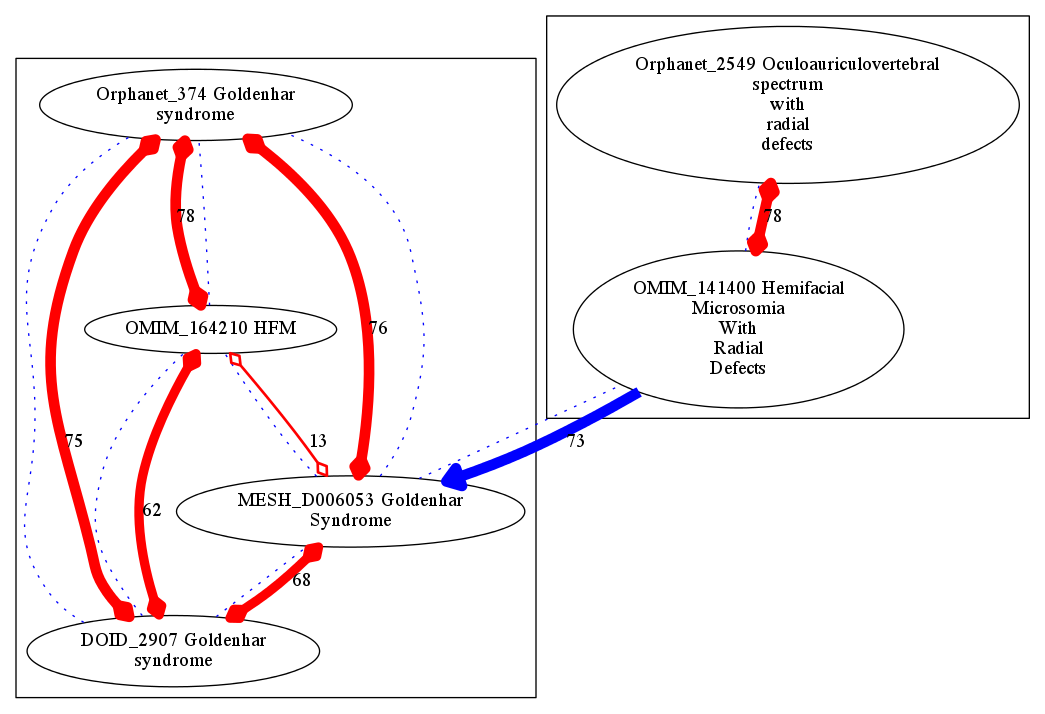 Orphanet_2549 Oculoauriculovertebral
spectrum
with
radial
defects
Orphanet_374 Goldenhar
syndrome
78
78
OMIM_141400 Hemifacial
Microsomia
With
Radial
Defects
OMIM_164210 HFM
76
75
13
73
62
MESH_D006053 Goldenhar
Syndrome
68
DOID_2907 Goldenhar
syndrome